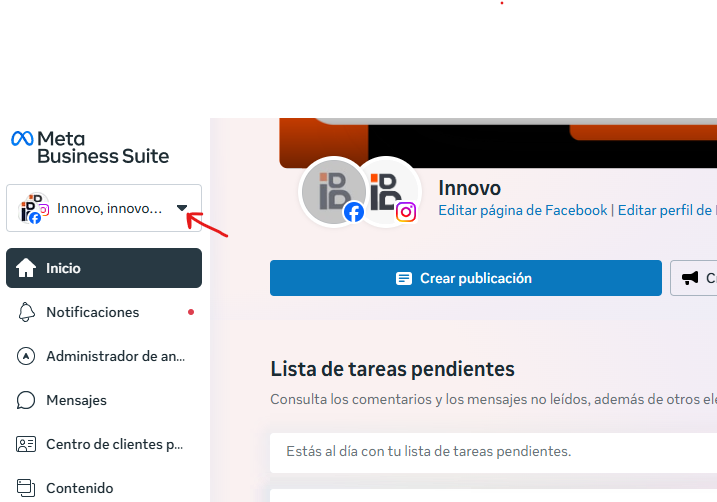 Meta
Business Suite
Innovo, innovo...
Inicio
Notificaciones
Administrador de an...
Mensajes
Centro de clientes p...
Contenido
Innovo
Editar página de Facebook | Editar perfil de
Crear publicación
Lista de tareas pendientes
Consulta los comentarios y los mensajes no leídos, además de otros
Estás al día con tu lista de tareas pendientes.